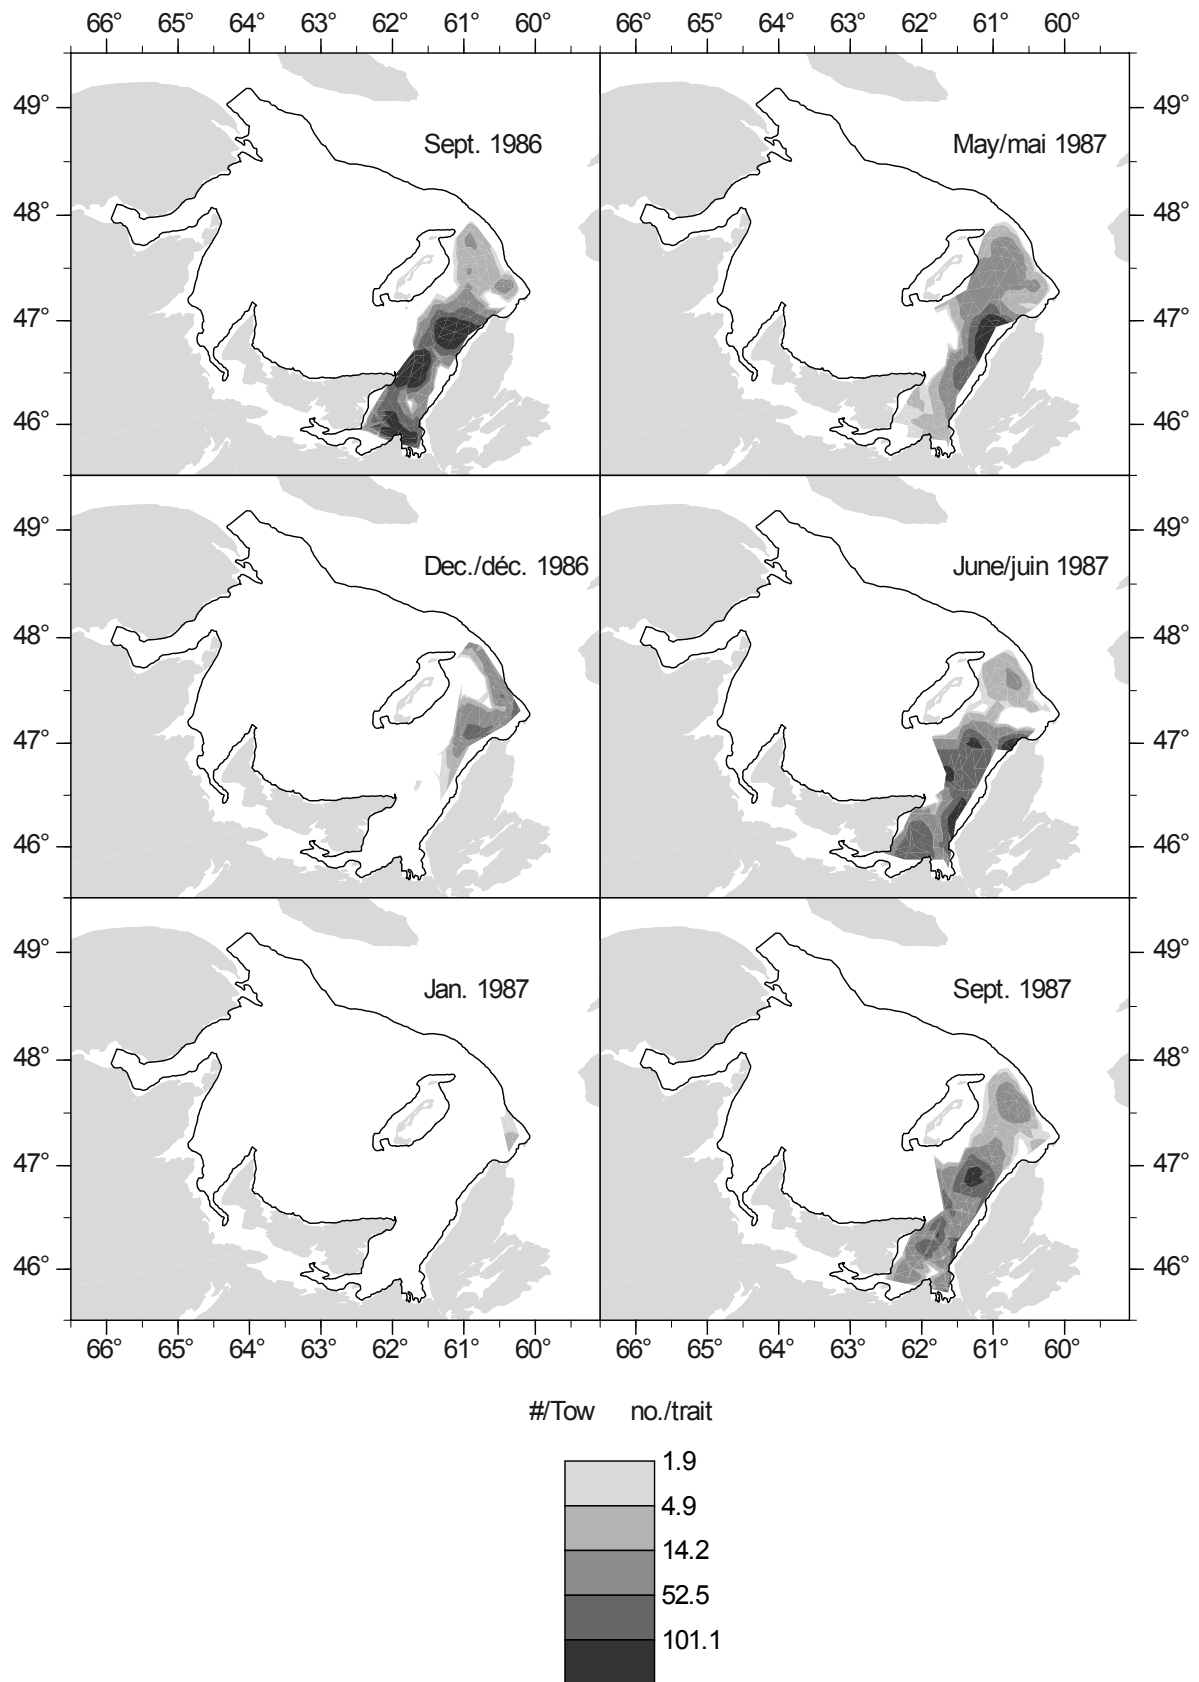 66° 65° 64° 63° 62° 61° 60° 66° 65° 64° 63° 62° 61° 60°
49° 49°
Sept. 1986 May/mai 1987
48° 48°
47° 47°
46° 46°
49° 49°
Dec./déc. 1986 June/juin 1987
48° 48°
47° 47°
46° 46°
49° 49°
Jan. 1987 Sept. 1987
48° 48°
47° 47°
46° 46°
66° 65° 64° 63° 62° 61° 60° 66° 65° 64° 63° 62° 61° 60°
#/Tow no./trait
1.9
4.9
14.2
52.5
101.1